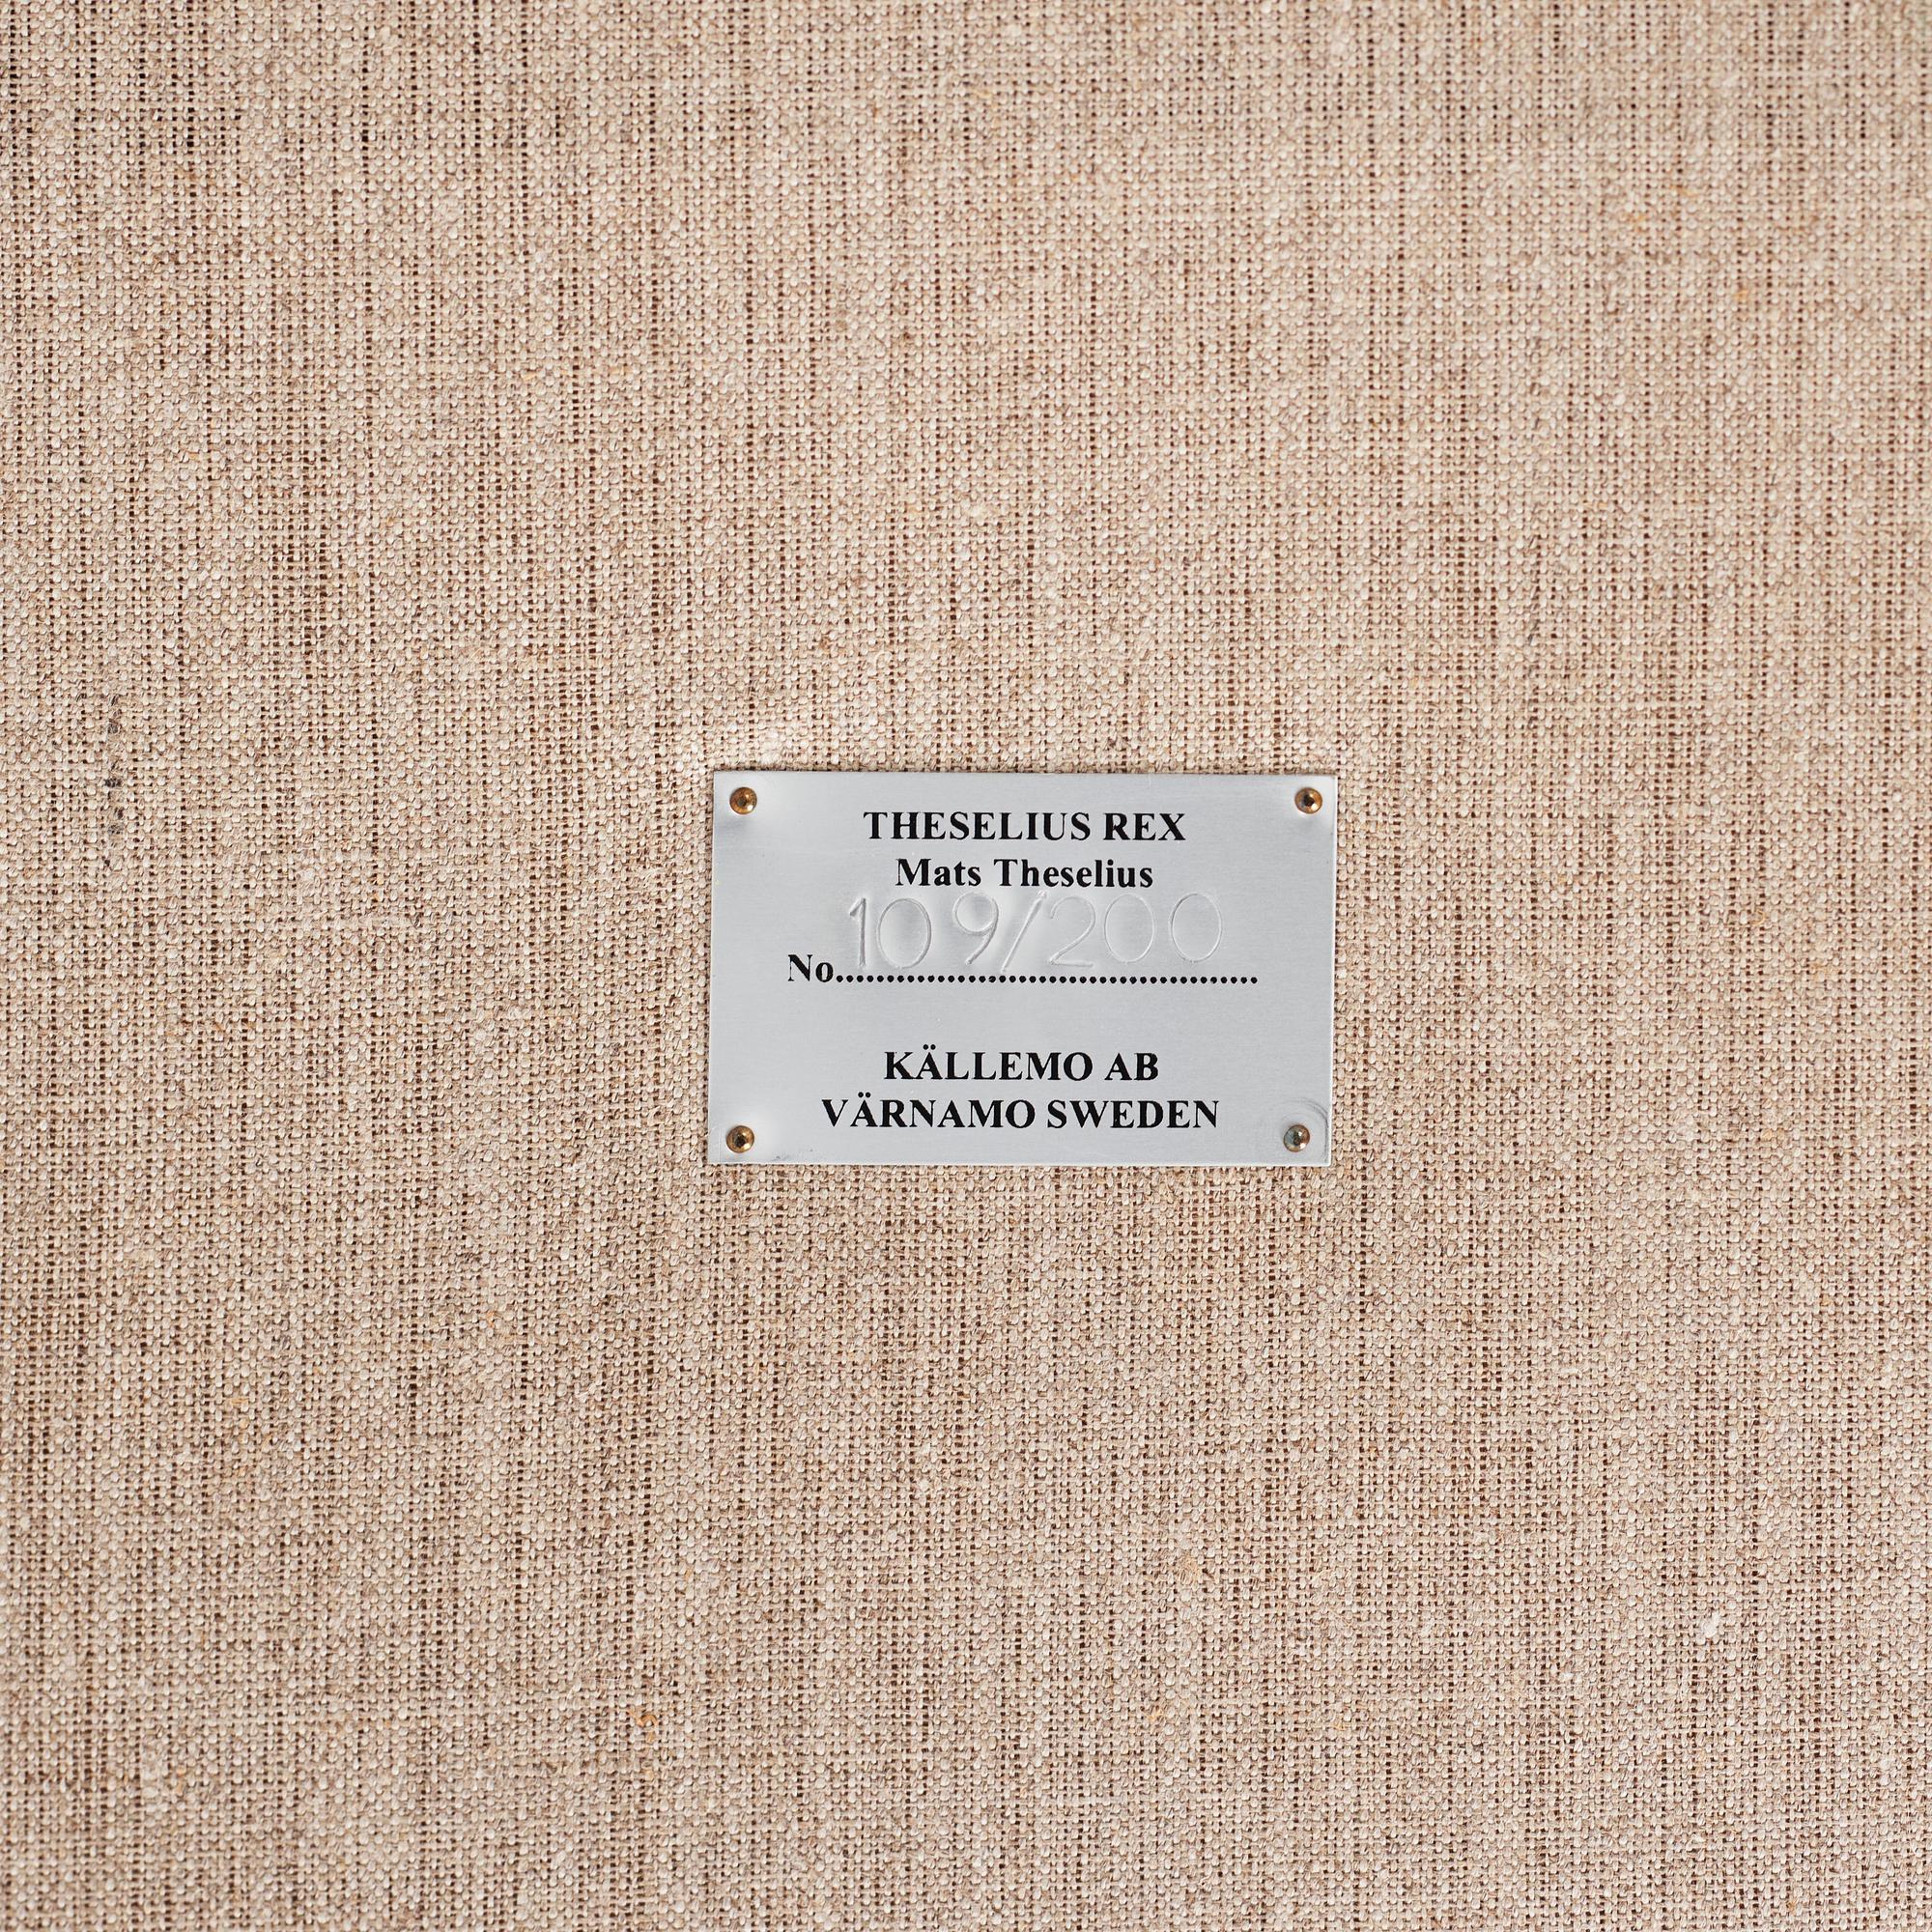 THESELIUS REX
Mats Theselius
No. 109/200
KÄLLEMO AB
VÄRNAMO SWEDEN